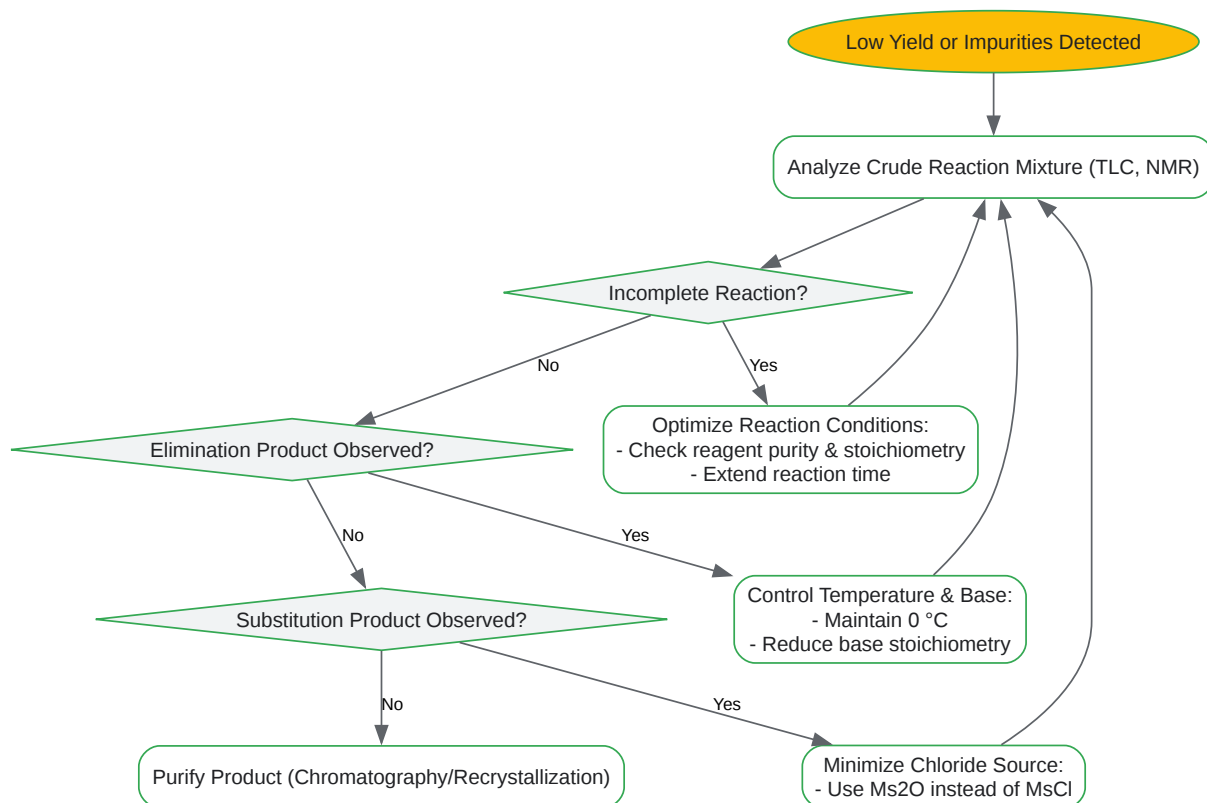 Low Yield or Impurities Detected
Analyze Crude Reaction Mixture (TLC, NMR)
Incomplete Reaction?
No
Yes
Optimize Reaction Conditions:
- Check reagent purity & stoichiometry
- Extend reaction time
Elimination Product Observed?
No
Yes
Control Temperature & Base:
- Maintain 0 °C
- Reduce base stoichiometry
Substitution Product Observed?
No
Yes
Purify Product (Chromatography/Recrystallization)
Minimize Chloride Source:
- Use Ms2O instead of MsCl